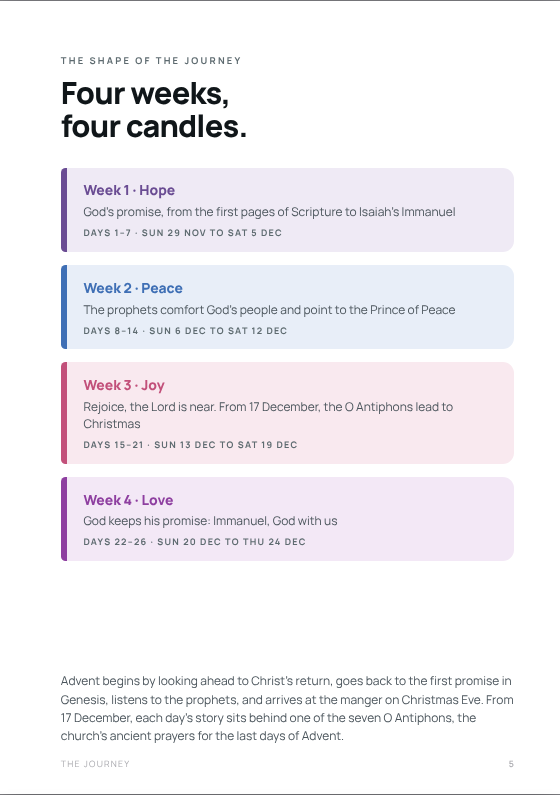 THE SHAPE OF THE JOURNEY
Four weeks,
four candles.
Week 1 · Hope
God's promise, from the first pages of Scripture to Isaiah's Immanuel
DAYS 1–7 · SUN 29 NOV TO SAT 5 DEC
Week 2 · Peace
The prophets comfort God's people and point to the Prince of Peace
DAYS 8–14 · SUN 6 DEC TO SAT 12 DEC
Week 3 · Joy
Rejoice, the Lord is near. From 17 December, the O Antiphons lead to
Christmas
DAYS 15–21 · SUN 13 DEC TO SAT 19 DEC
Week 4 · Love
God keeps his promise: Immanuel, God with us
DAYS 22–26 · SUN 20 DEC TO THU 24 DEC
Advent begins by looking ahead to Christ's return, goes back to the first promise in
Genesis, listens to the prophets, and arrives at the manger on Christmas Eve. From
17 December, each day's story sits behind one of the seven O Antiphons, the
church's ancient prayers for the last days of Advent.
THE JOURNEY
5